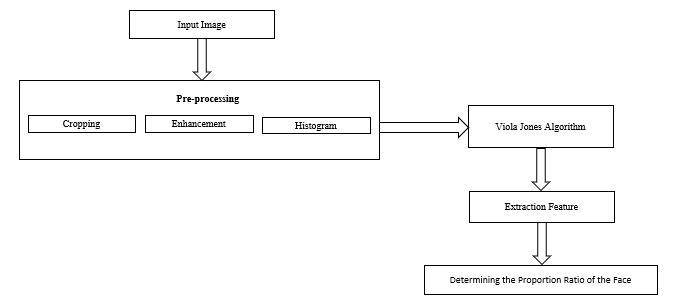 Input Image
Pre-processing
Cropping
Enhancement
Histogram
Viola Jones Algorithm
Extraction Feature
Determining the Proportion Ratio of the Face